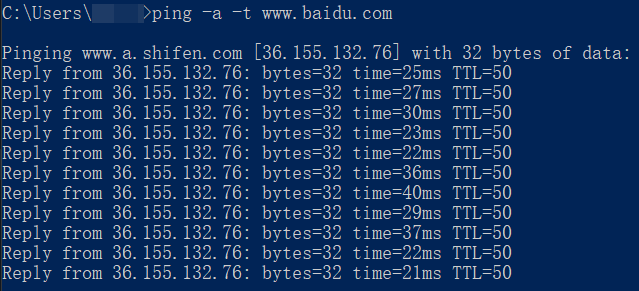 C:\Users\ >ping -a -t www.baidu.com
Pinging www.a.shifen.com [36.155.132.76] with 32 bytes of data:
Reply from 36.155.132.76: bytes=32 time=25ms TTL=50
Reply from 36.155.132.76: bytes=32 time=27ms TTL=50
Reply from 36.155.132.76: bytes=32 time=30ms TTL=50
Reply from 36.155.132.76: bytes=32 time=23ms TTL=50
Reply from 36.155.132.76: bytes=32 time=22ms TTL=50
Reply from 36.155.132.76: bytes=32 time=36ms TTL=50
Reply from 36.155.132.76: bytes=32 time=40ms TTL=50
Reply from 36.155.132.76: bytes=32 time=29ms TTL=50
Reply from 36.155.132.76: bytes=32 time=37ms TTL=50
Reply from 36.155.132.76: bytes=32 time=22ms TTL=50
Reply from 36.155.132.76: bytes=32 time=21ms TTL=50